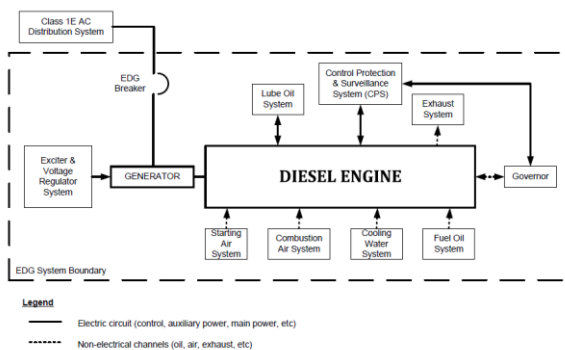 Class 1E AC
Distribution System
EDG
Breaker
Lube Oil
System
Control Protection
& Surveillance
System (CPS)
Exhaust
System
Exciter &
Voltage
Regulator
System
GENERATOR
DIESEL ENGINE
Governor
Starting
Air
System
Combustion
Air System
Cooling
Water
System
Fuel Oil
System
EDG System Boundary
Legend
Electric circuit (control, auxiliary power, main power, etc)
Non-electrical channels (oil, air, exhaust, etc)